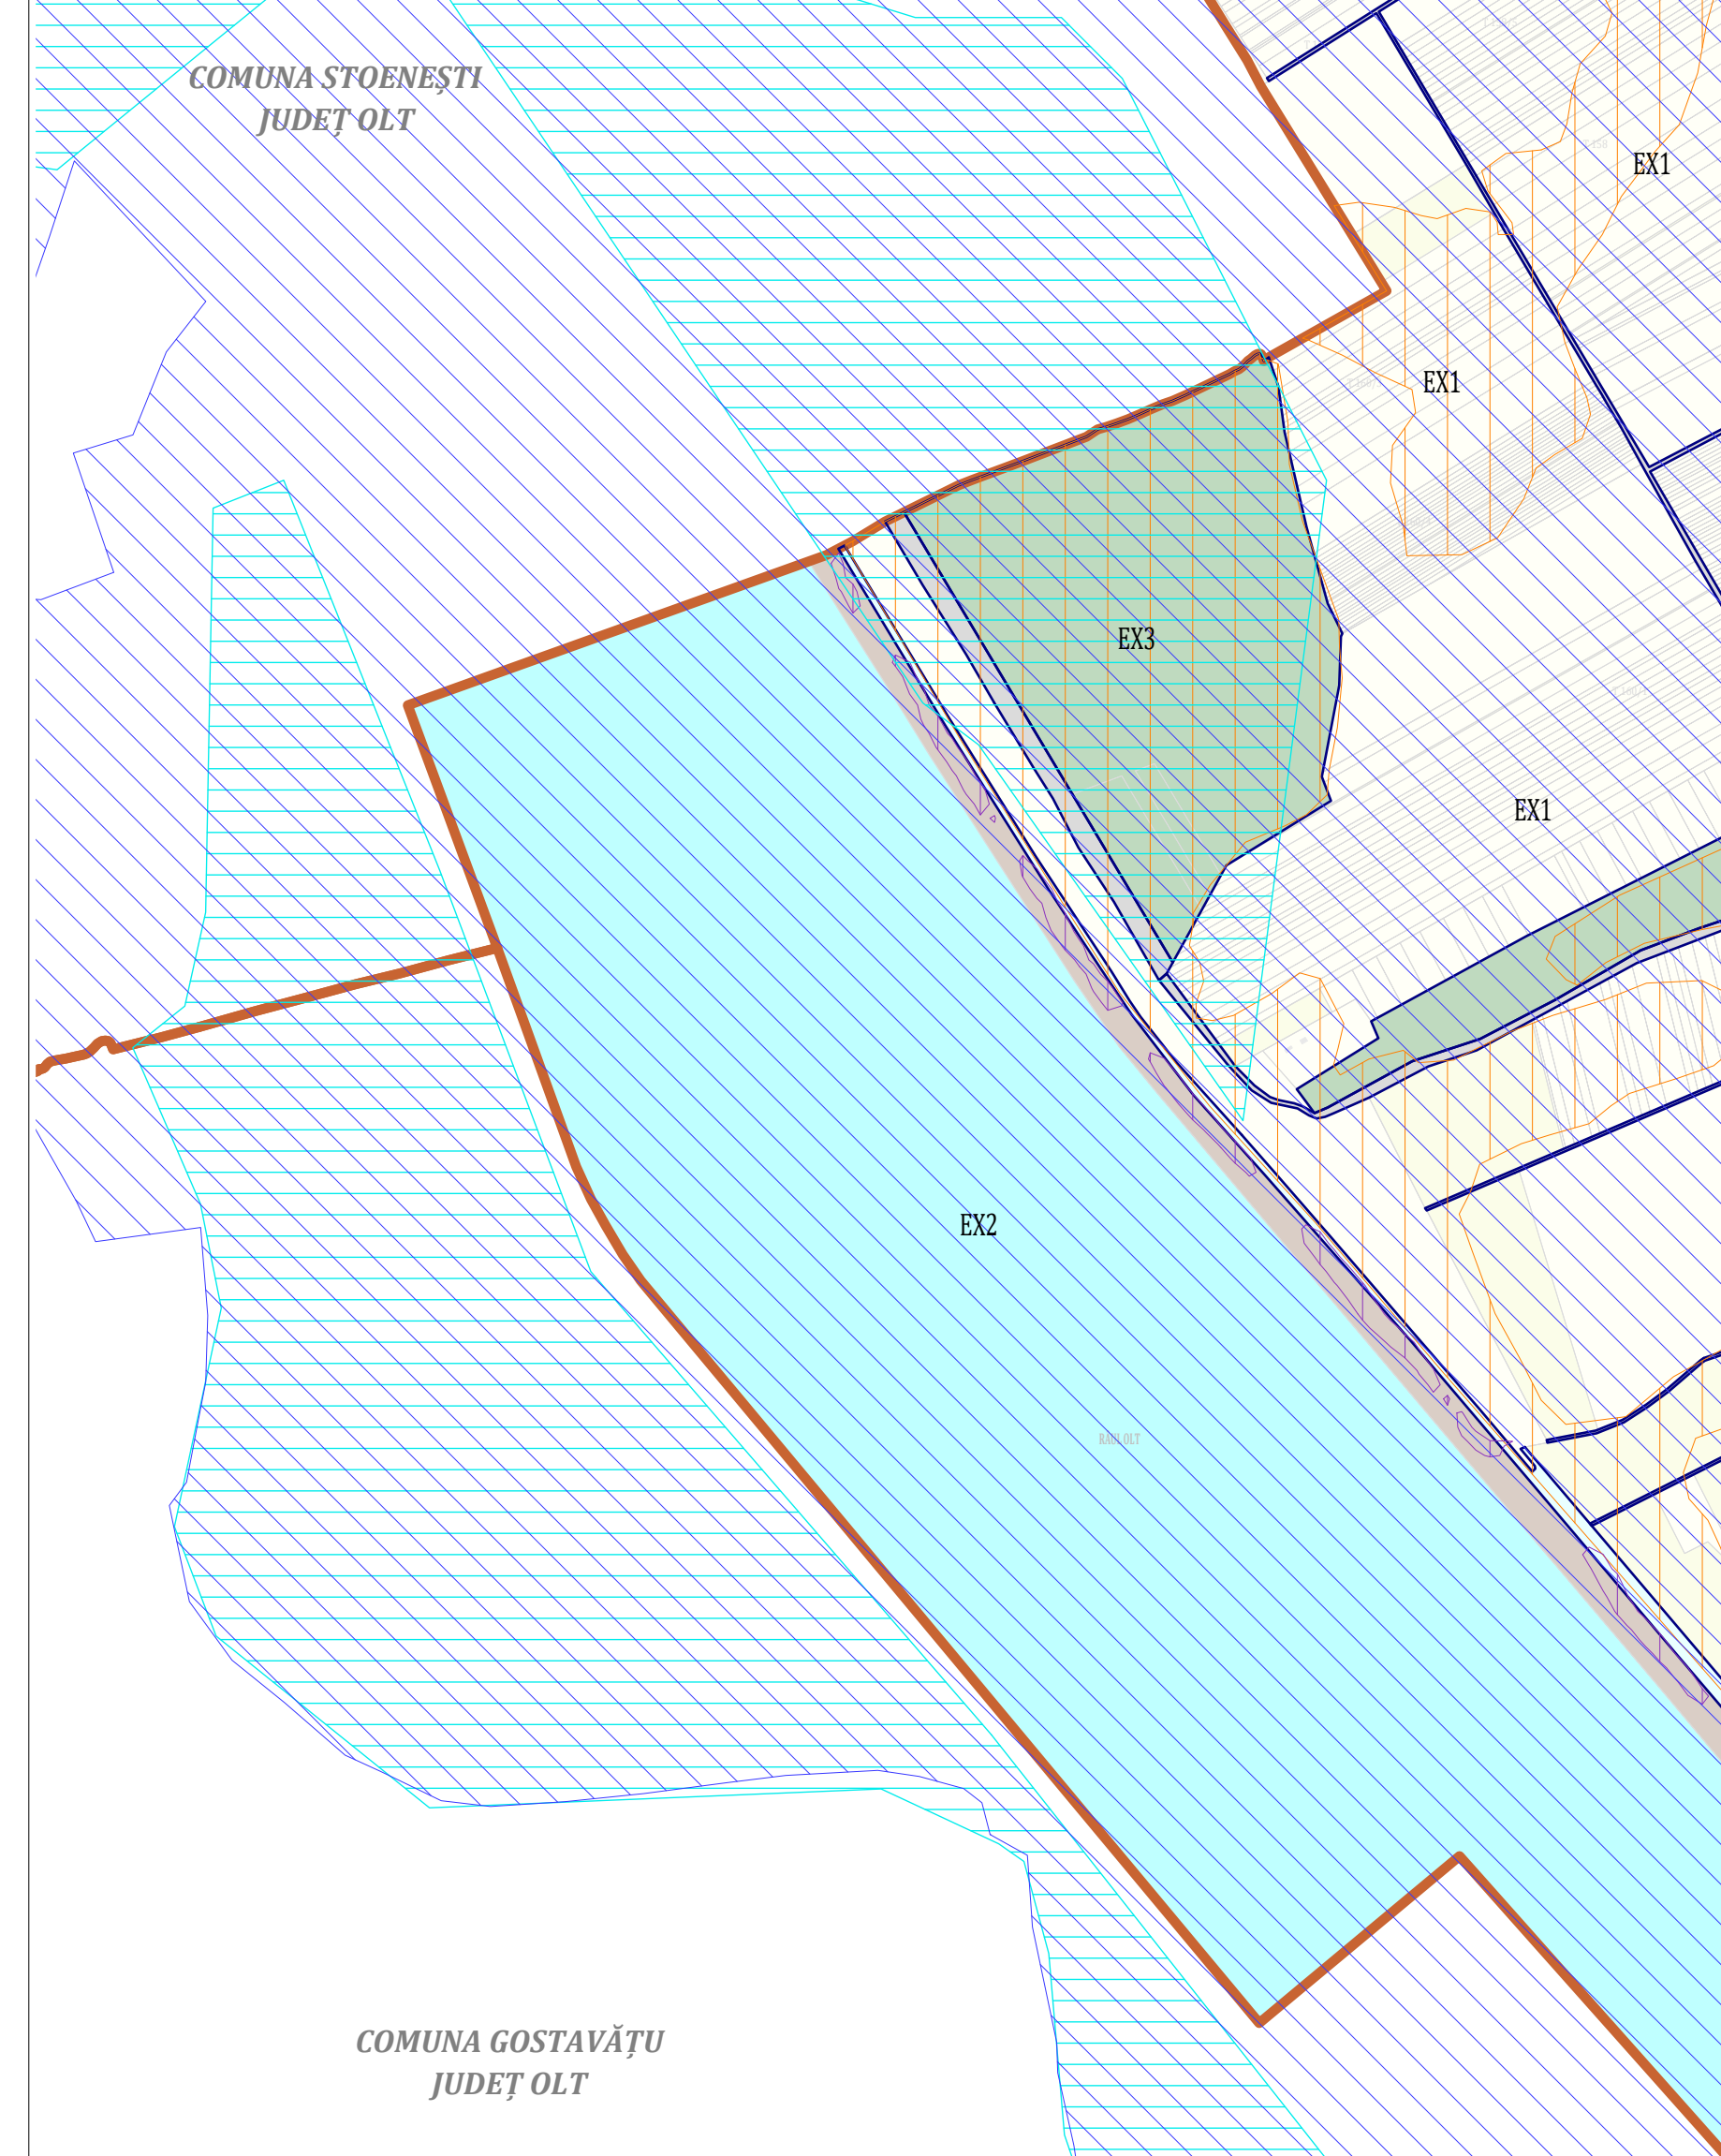 COMUNA STOENEȘTI
JUDEȚ OLT
EX1
EX1
EX3
EX1
EX2
RAUL OLT
COMUNA GOSTAVĂȚU
JUDEȚ OLT